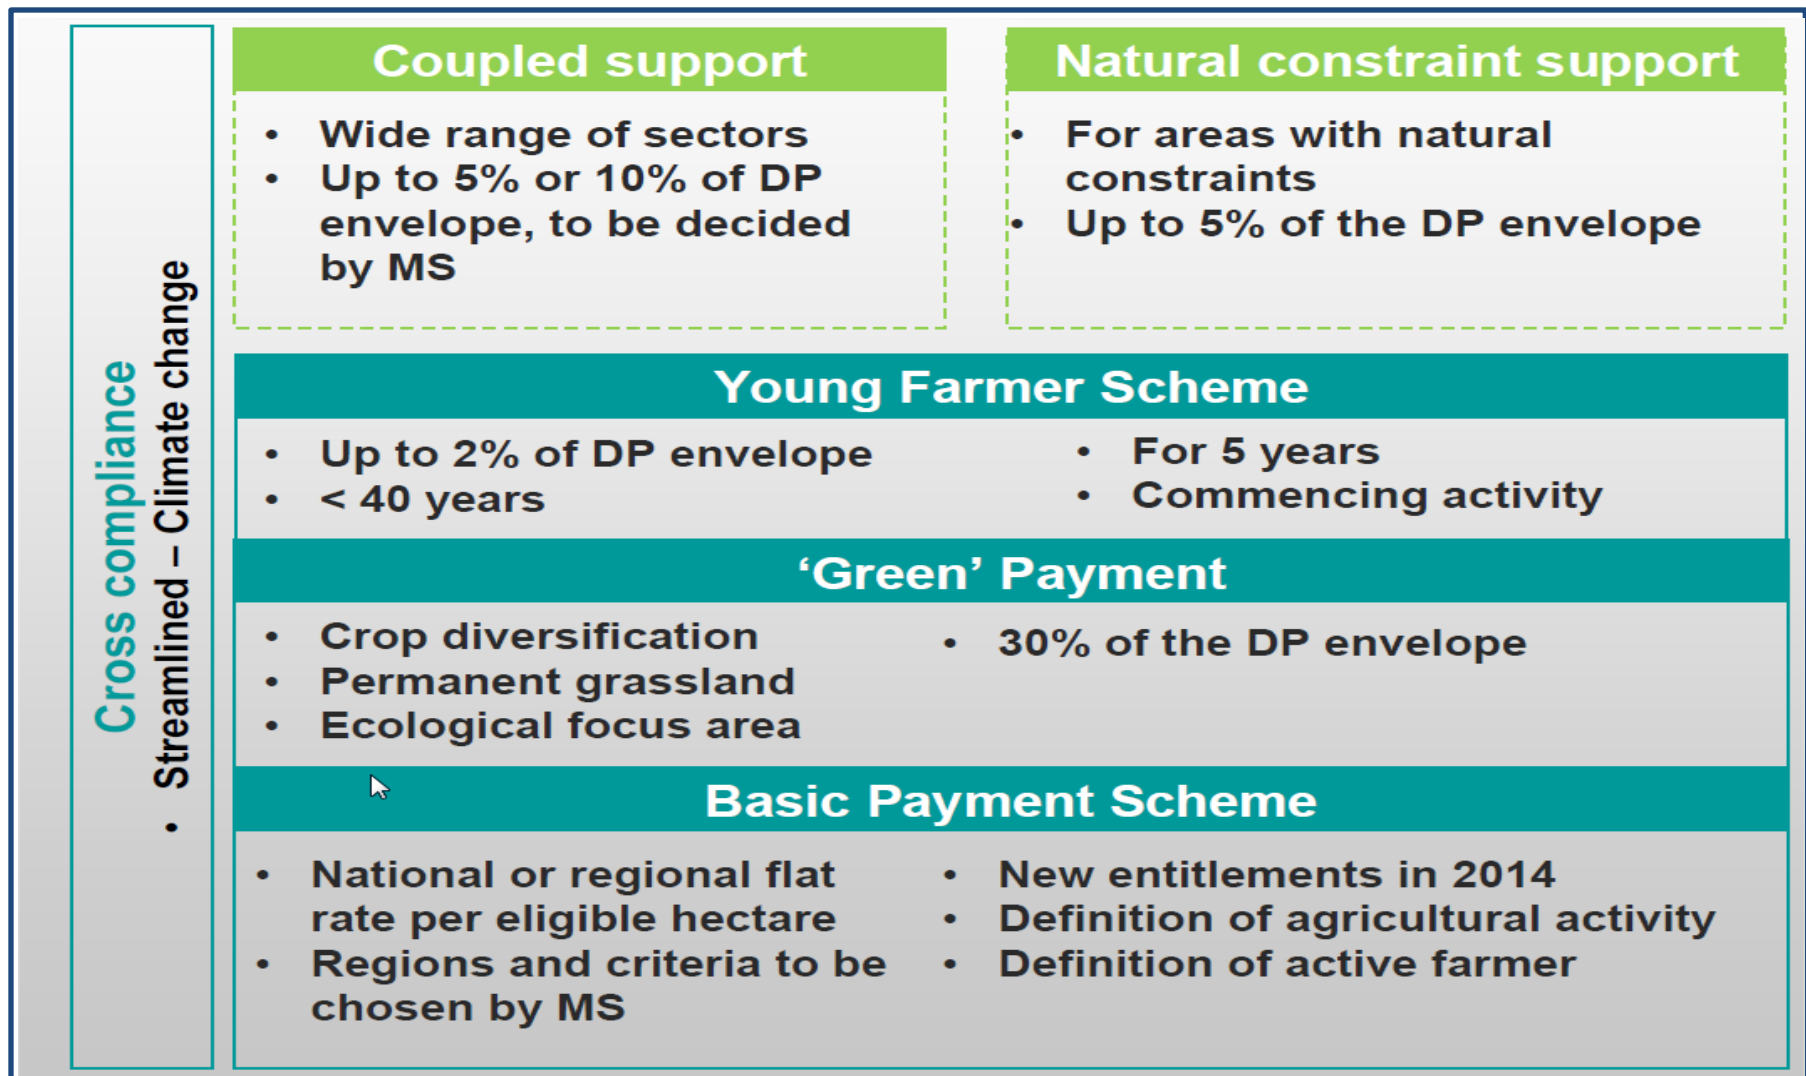 Cross compliance
• Streamlined – Climate change
Coupled support
• Wide range of sectors
• Up to 5% or 10% of DP
envelope, to be decided
by MS
Natural constraint support
• For areas with natural
constraints
• Up to 5% of the DP envelope
Young Farmer Scheme
• Up to 2% of DP envelope
• < 40 years
• For 5 years
• Commencing activity
‘Green’ Payment
• Crop diversification
• Permanent grassland
• Ecological focus area
• 30% of the DP envelope
Basic Payment Scheme
• National or regional flat
rate per eligible hectare
• Regions and criteria to be
chosen by MS
• New entitlements in 2014
• Definition of agricultural activity
• Definition of active farmer